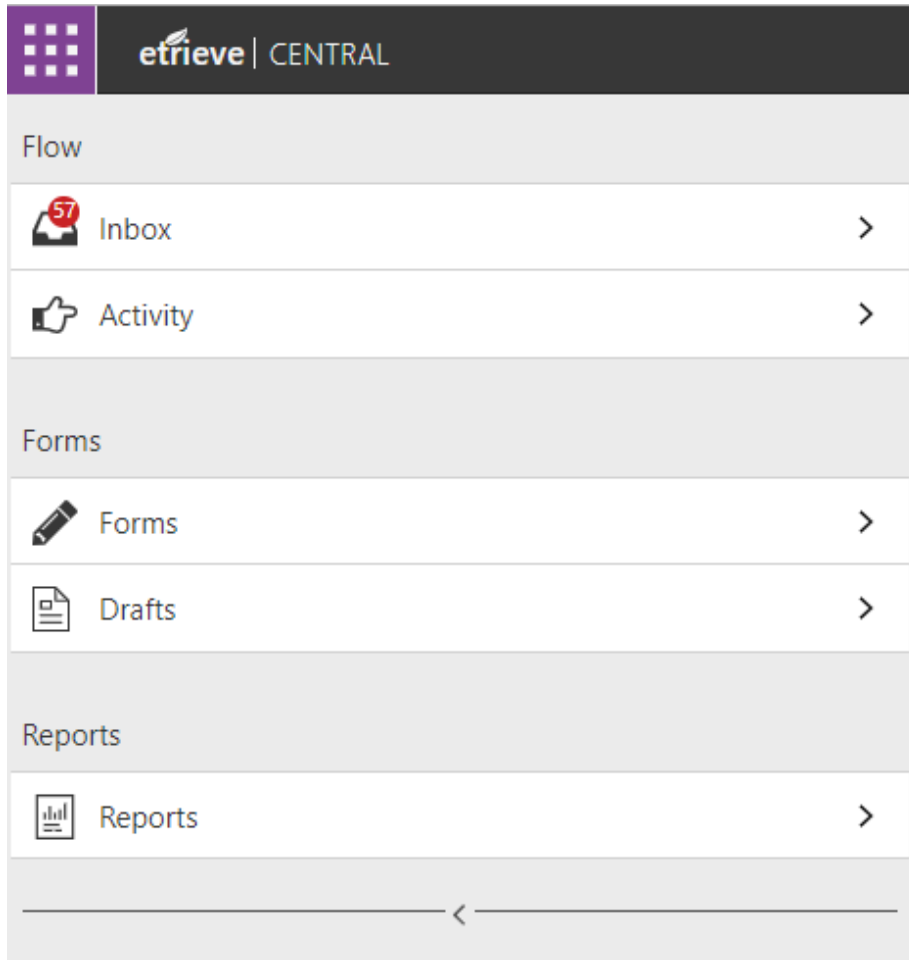 etrieve | CENTRAL
Flow
57
Inbox
Activity
Forms
Forms
Drafts
Reports
Reports